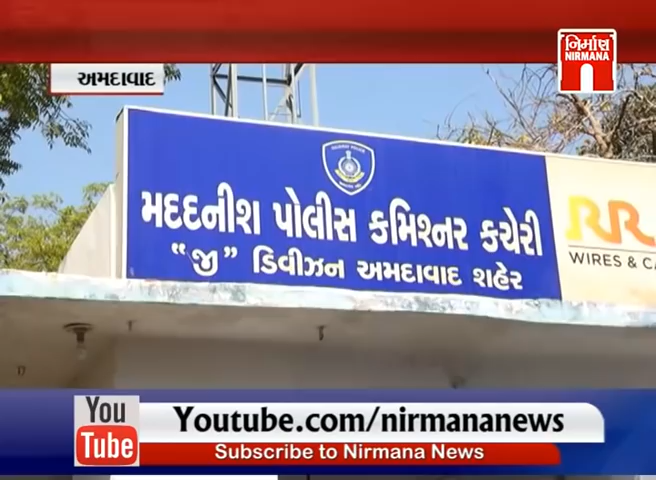 નિર્માણ
NIRMANA
અમદાવાદ
મદદનીશ પોલીસ કમિશ્નર કચેરી
"જી" ડિવીઝન અમદાવાદ શહેર
RR
WIRES &
You
Tube
Youtube.com/nirmananews
Subscribe to Nirmana News